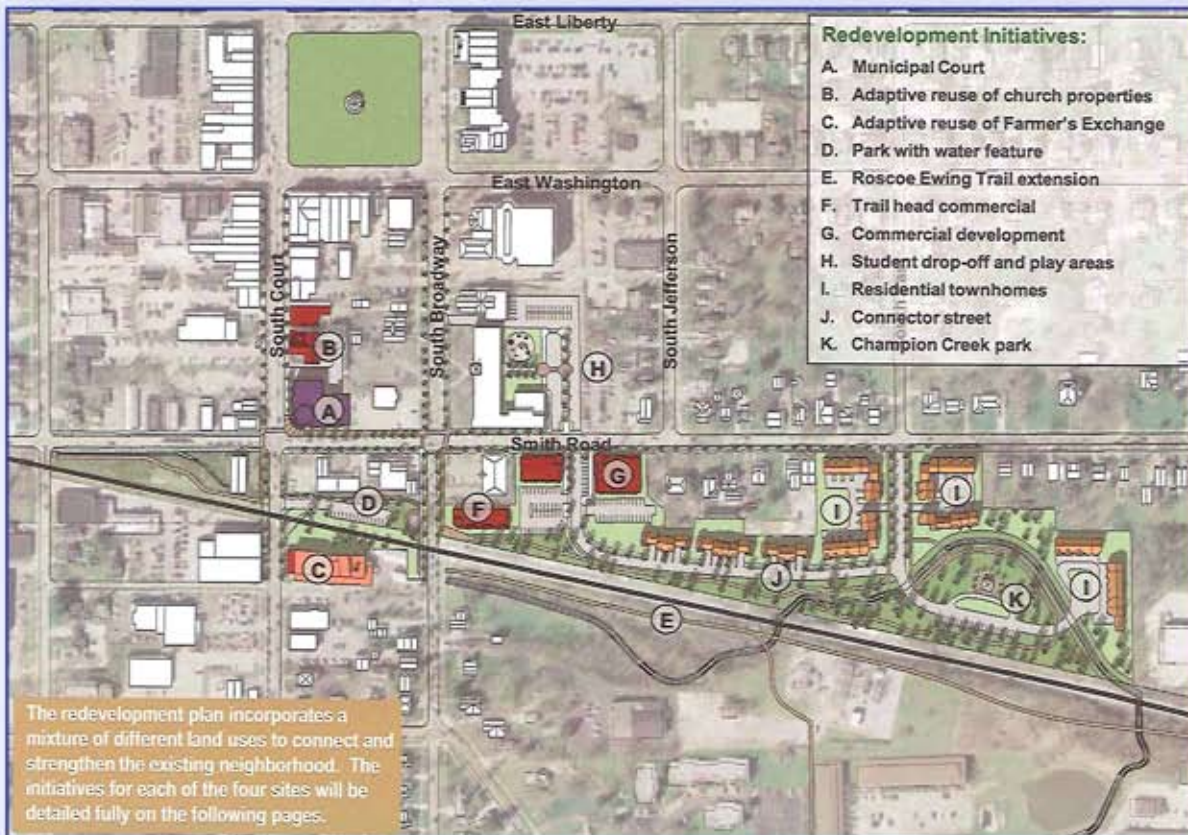 East Liberty
Redevelopment Initiatives:
A. Municipal Court
B. Adaptive reuse of church properties
C. Adaptive reuse of Farmer's Exchange
D. Park with water feature
E. Roscoe Ewing Trail extension
F. Trail head commercial
G. Commercial development
H. Student drop-off and play areas
I. Residential townhomes
J. Connector street
K. Champion Creek park
East Washington
South Court
South Broadway
South Jefferson
B
H
A
Smith Road
G
D
F
I
I
C
J
K
I
E
The redevelopment plan incorporates a
mixture of different land uses to connect and
strengthen the existing neighborhood. The
initiatives for each of the four sites will be
detailed fully on the following pages.